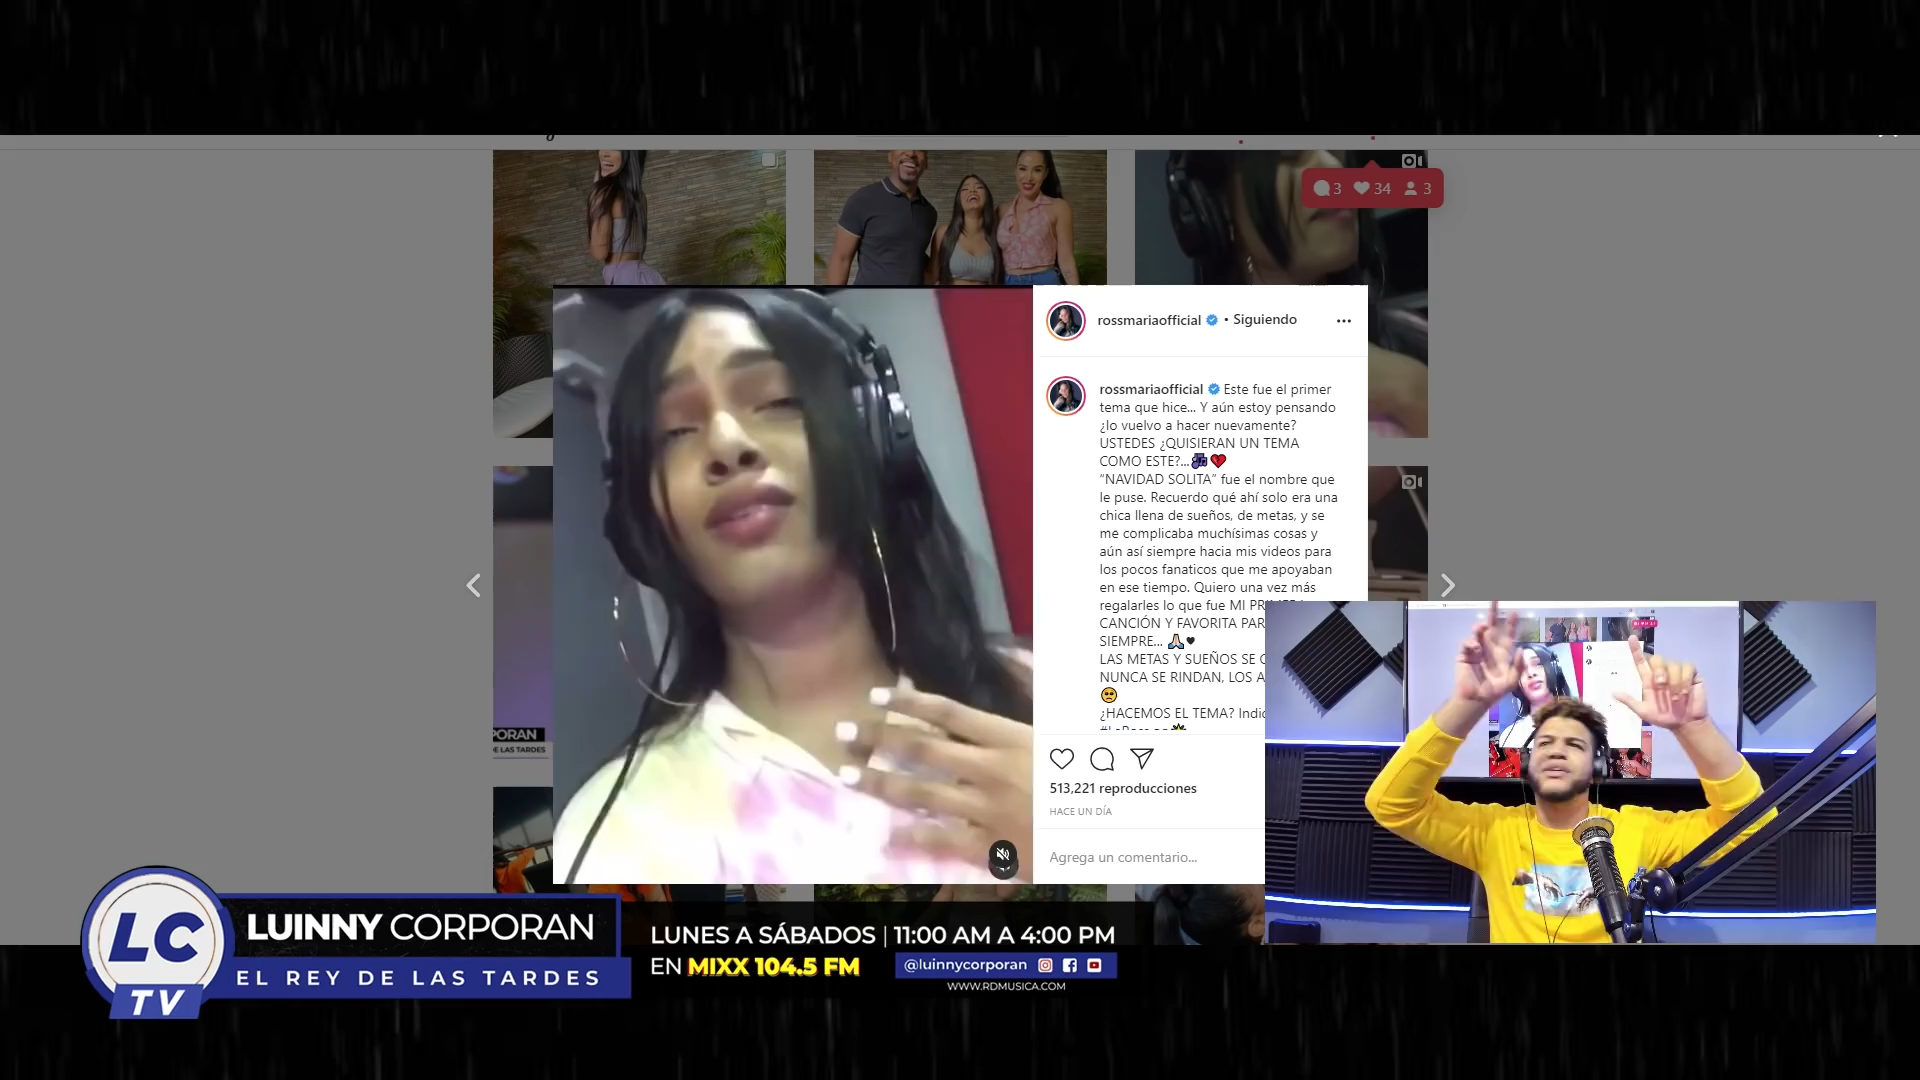 3 34 3
rossmariaofficial • Siguiendo
rossmariaofficial Este fue el primer
tema que hice... Y aún estoy pensando
¿lo vuelvo a hacer nuevamente?
USTEDES ¿QUISIERAN UN TEMA
COMO ESTE?...
"NAVIDAD SOLITA" fue el nombre que
le puse. Recuerdo qué ahí solo era una
chica llena de sueños, de metas, y se
me complicaba muchísimas cosas y
aún así siempre hacia mis videos para
los pocos fanaticos que me apoyaban
en ese tiempo. Quiero una vez más
regalarles lo que fue MI
CANCIÓN Y FAVORITA
SIEMPRE...
LAS METAS Y SUEÑOS SE
NUNCA SE RINDAN, LOS
¿HACEMOS EL TEMA?
513,221 reproducciones
HACE UN DÍA
Agrega un comentario...
LC
TV
LUINNY CORPORAN
EL REY DE LAS TARDES
LUNES A SÁBADOS | 11:00 AM A 4:00 PM
EN MIXX 104.5 FM
@luinnycorporan
WWW.RDMUSICA.COM